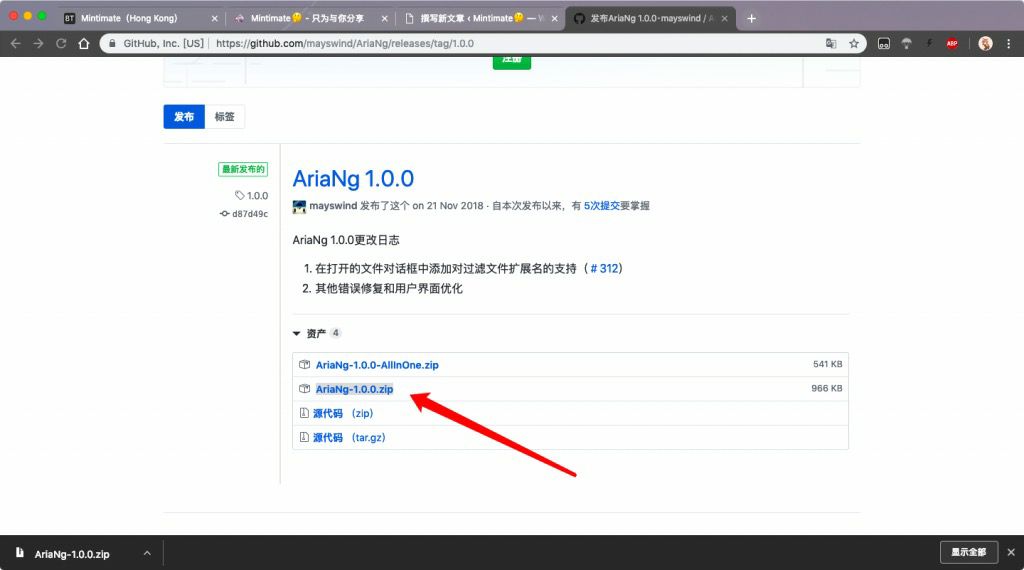 BT Mintimate（Hong Kong）
Mintimate🤔 - 只为与你分享
撰写新文章 ‹ Mintimate🤔 —
发布AriaNg 1.0.0·mayswind / A
GitHub, Inc. [US] | https://github.com/mayswind/AriaNg/releases/tag/1.0.0
ABP
注册
发布 标签
最新发布的
1.0.0
d87d49c
AriaNg 1.0.0
mayswind 发布了这个 on 21 Nov 2018 · 自本次发布以来，有 5次提交要掌握
AriaNg 1.0.0更改日志
1. 在打开的文件对话框中添加对过滤文件扩展名的支持（＃312）
2. 其他错误修复和用户界面优化
资产 4
AriaNg-1.0.0-AllInOne.zip 541 KB
AriaNg-1.0.0.zip 966 KB
源代码 （zip）
源代码 （tar.gz）
AriaNg-1.0.0.zip
显示全部